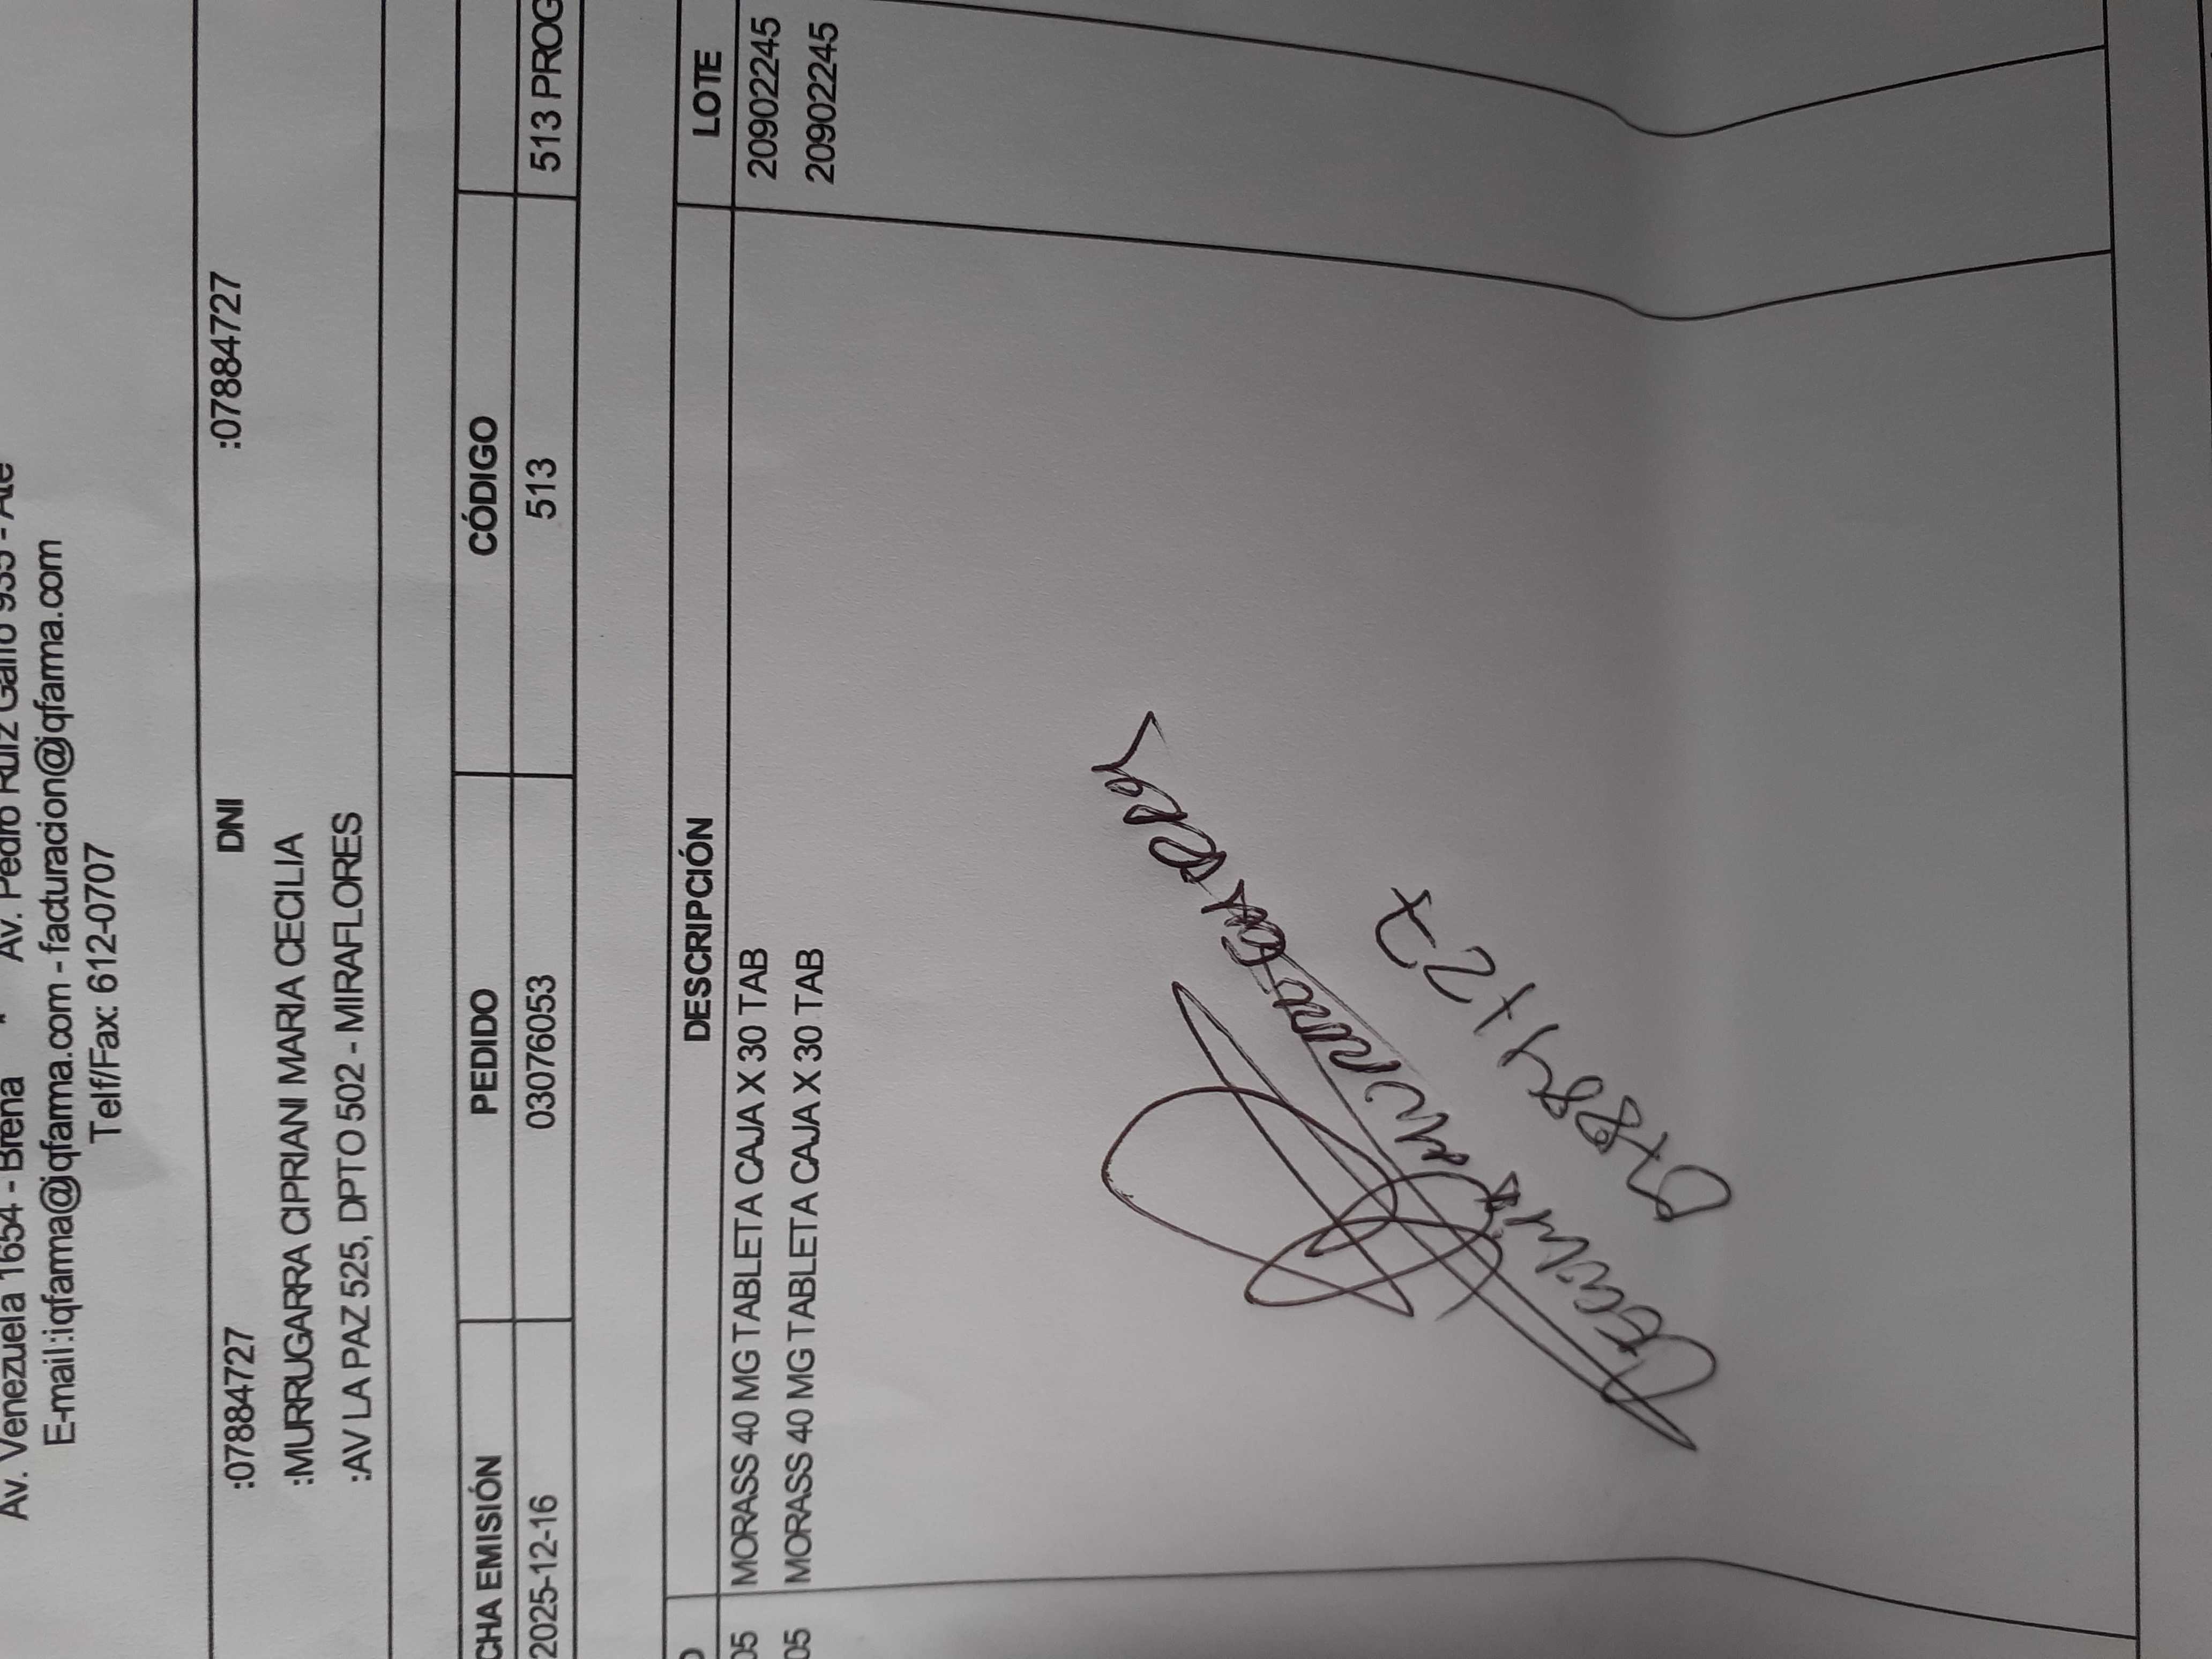 Av. Venezuela 1654 - Breña * Av. Pedro Ruiz Gallo 935 - Ate
E-mail:iqfarma@iqfarma.com - facturacion@iqfarma.com
Telf/Fax: 612-0707
:07884727 DNI :07884727
:MURRUGARRA CIPRIANI MARIA CECILIA
:AV LA PAZ 525, DPTO 502 - MIRAFLORES
CHA EMISIÓN PEDIDO CÓDIGO
2025-12-16 03076053 513 513 PROG
O DESCRIPCIÓN LOTE
05 MORASS 40 MG TABLETA CAJA X 30 TAB 20902245
05 MORASS 40 MG TABLETA CAJA X 30 TAB 20902245
07884727